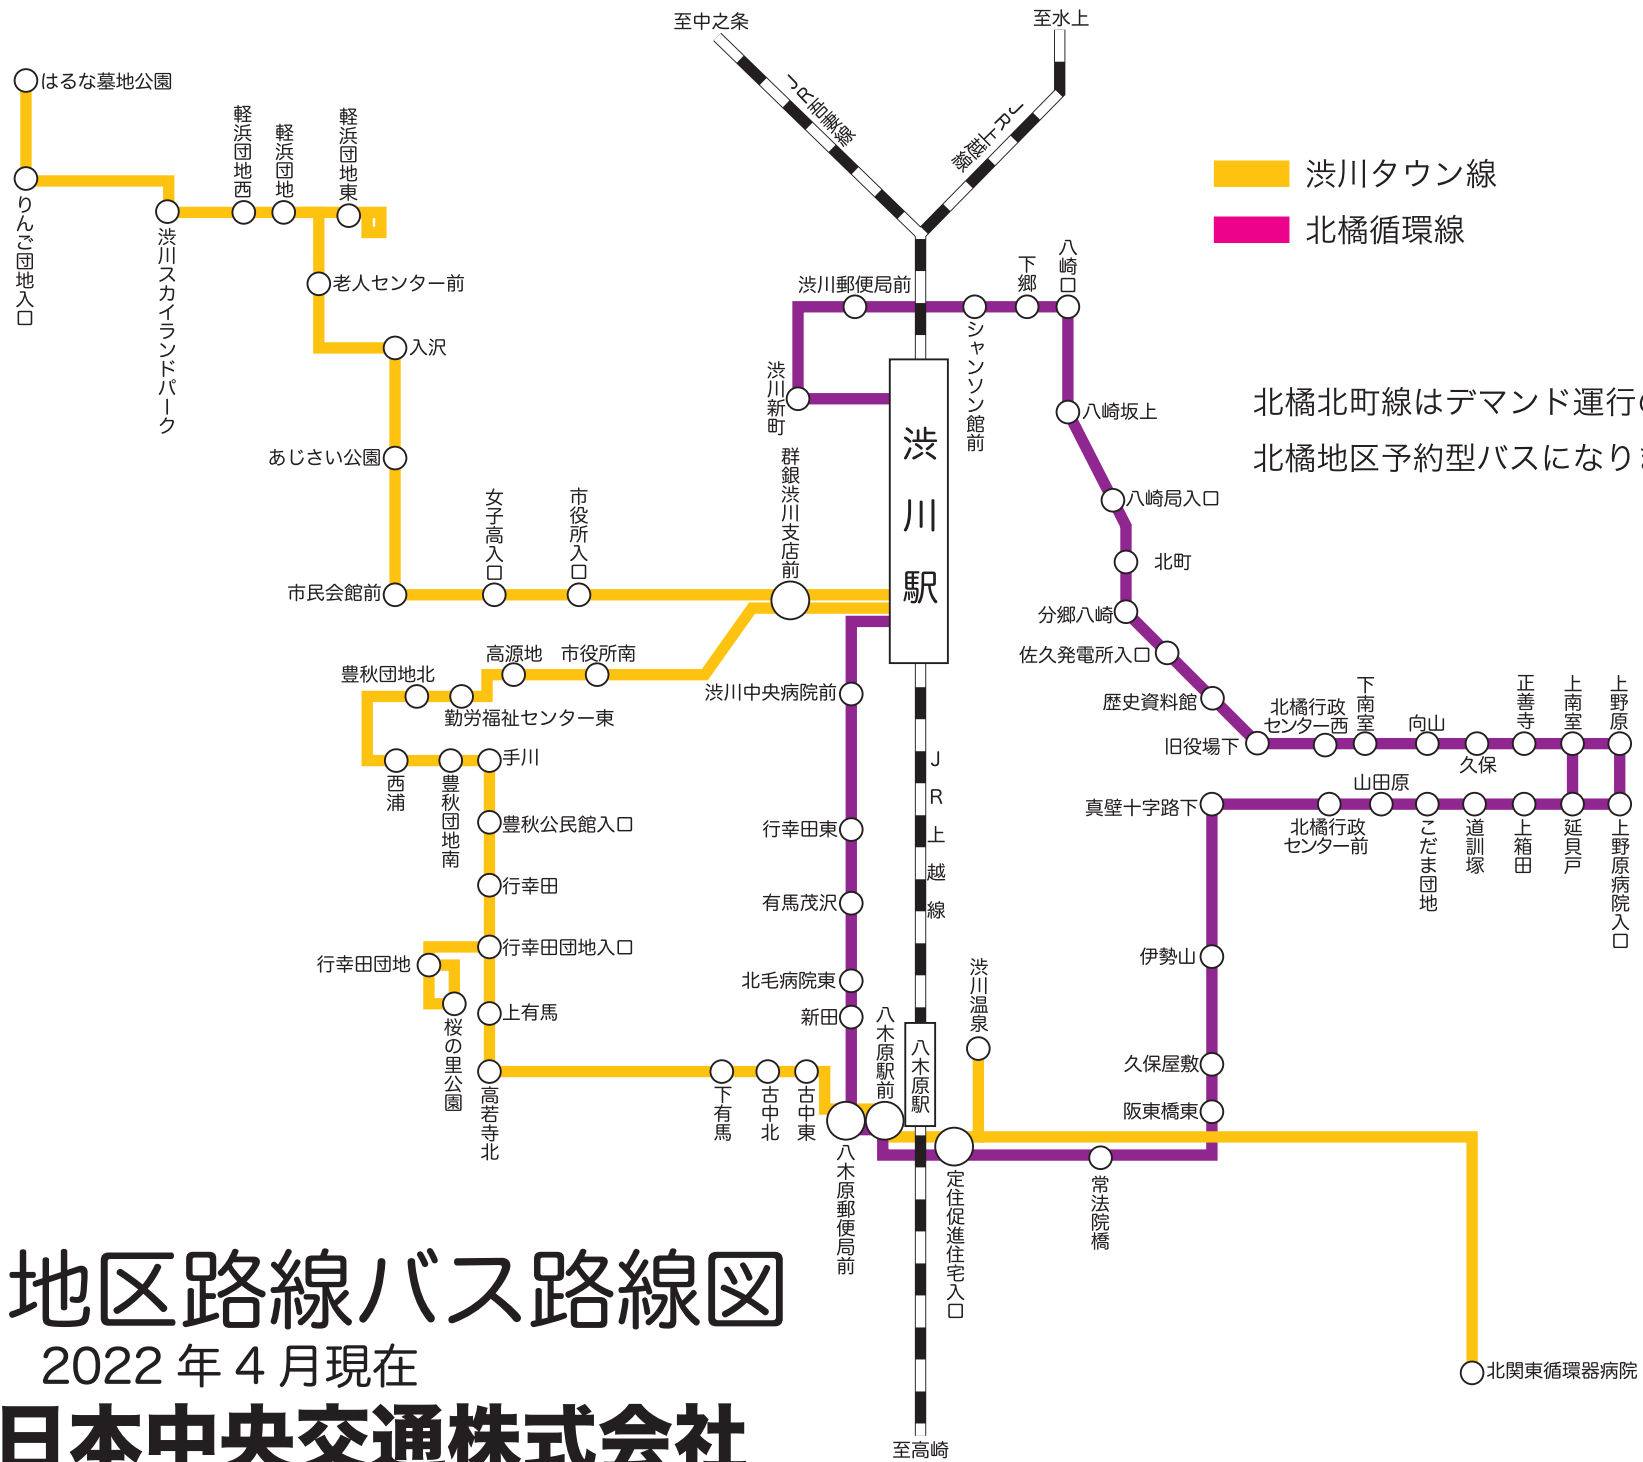 至中之条
至水上
JR吾妻線
JR上越線
渋川タウン線
北橘循環線
北橘北町線はデマンド運行
北橘地区予約型バスになり
はるな墓地公園
りんご団地入口
渋川スカイランドパーク
軽浜団地西
軽浜団地
軽浜団地東
老人センター前
入沢
あじさい公園
市民会館前
女子高入口
市役所入口
群銀渋川支店前
渋川新町
渋川郵便局前
シャンソン館前
下郷
八崎口
八崎坂上
八崎局入口
北町
分郷八崎
佐久発電所入口
歴史資料館
旧役場下
北橘行政
センター西
下南室
向山
久保
正善寺
上南室
上野原
渋川駅
高源地
市役所南
豊秋団地北
勤労福祉センター東
西浦
豊秋団地南
手川
豊秋公民館入口
行幸田
行幸田団地入口
行幸田団地
桜の里公園
上有馬
高若寺北
下有馬
古中北
古中東
渋川中央病院前
行幸田東
有馬茂沢
北毛病院東
新田
八木原駅前
八木原駅
八木原郵便局前
JR上越線
渋川温泉
定住促進住宅入口
常法院橋
真壁十字路下
北橘行政
センター前
山田原
こだま団地
道訓塚
上箱田
延貝戸
上野原病院入口
伊勢山
久保屋敷
阪東橋東
北関東循環器病院
至高崎
地区路線バス路線図
2022年4月現在
日本中央交通株式会社